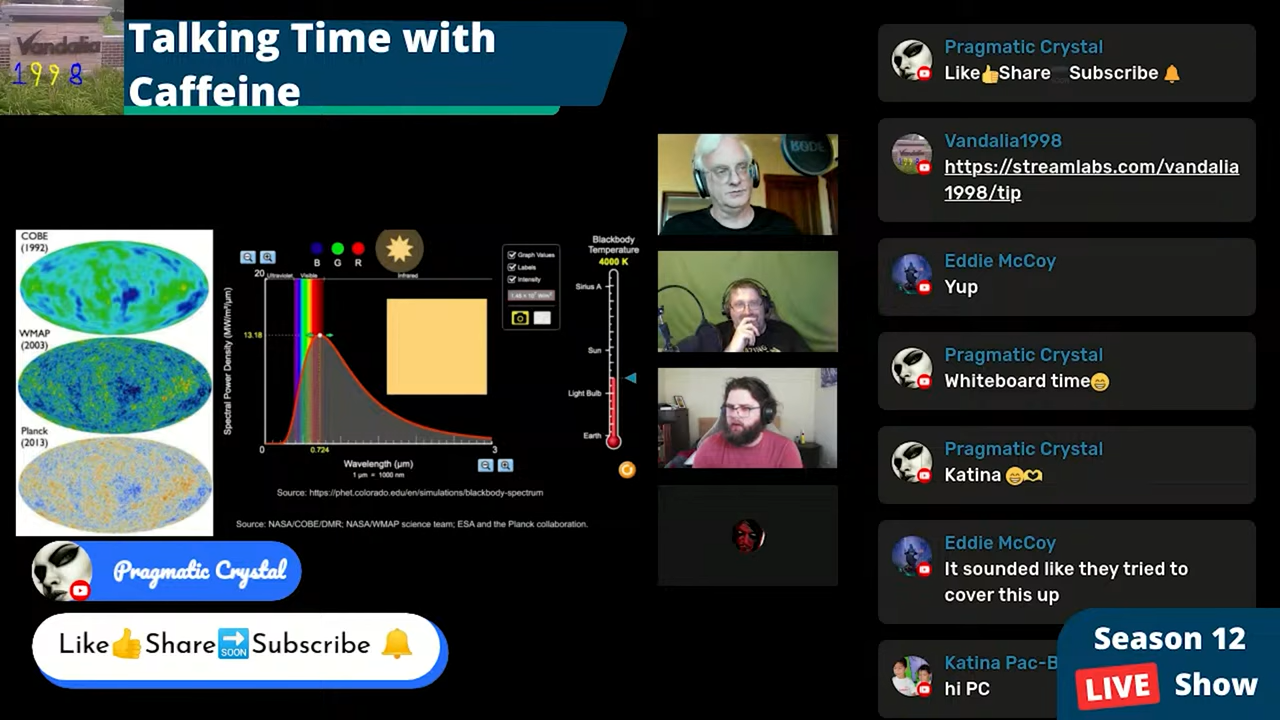 Vandalia
1998
Talking Time with
Caffeine
COBE
(1992)
WMAP
(2003)
Planck
(2013)
B G R
20
Ultraviolet Visible Infrared
Spectral Power Density (MW/m²/µm)
13.18
0
0.724
3
Wavelength (µm)
1 µm = 1000 nm
Graph Values
Labels
Intensity
Blackbody
Temperature
4000 K
Sirius A
Sun
Light Bulb
Earth
Source: https://phet.colorado.edu/en/simulations/blackbody-spectrum
Source: NASA/COBE/DMR; NASA/WMAP science team; ESA and the Planck collaboration.
RODE
Pragmatic Crystal
Like👍Share🔜Subscribe 🔔
Pragmatic Crystal
Like👍Share🔜Subscribe 🔔
Vandalia1998
https://streamlabs.com/vandalia
1998/tip
Eddie McCoy
Yup
Pragmatic Crystal
Whiteboard time😁
Pragmatic Crystal
Katina 😁🫶
Eddie McCoy
It sounded like they tried to
cover this up
Katina Pac-B
hi PC
Season 12
LIVE Show